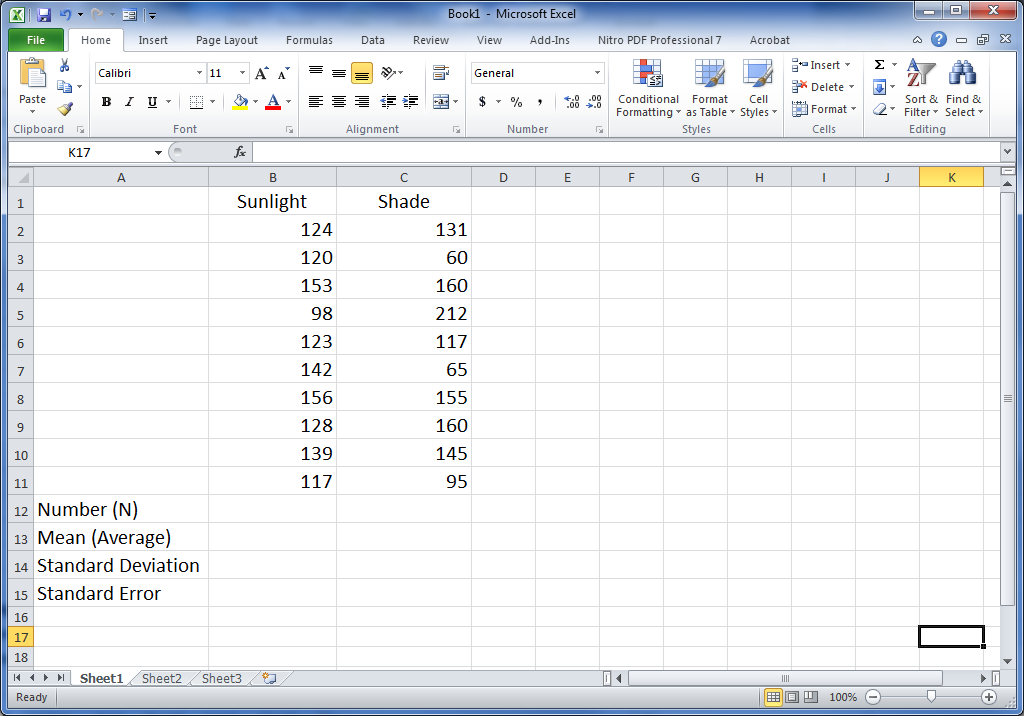 Book1 - Microsoft Excel
File Home Insert Page Layout Formulas Data Review View Add-Ins Nitro PDF Professional 7 Acrobat
Calibri 11 General Insert Σ
Paste B I U $ % , Conditional Formatting Format as Table Cell Styles Delete Sort & Filter Find & Select
Format
Clipboard Font Alignment Number Styles Cells Editing
K17 fx
A B C D E F G H I J K
1 Sunlight Shade
2 124 131
3 120 60
4 153 160
5 98 212
6 123 117
7 142 65
8 156 155
9 128 160
10 139 145
11 117 95
12 Number (N)
13 Mean (Average)
14 Standard Deviation
15 Standard Error
16
17
18
Sheet1 Sheet2 Sheet3
Ready 100%